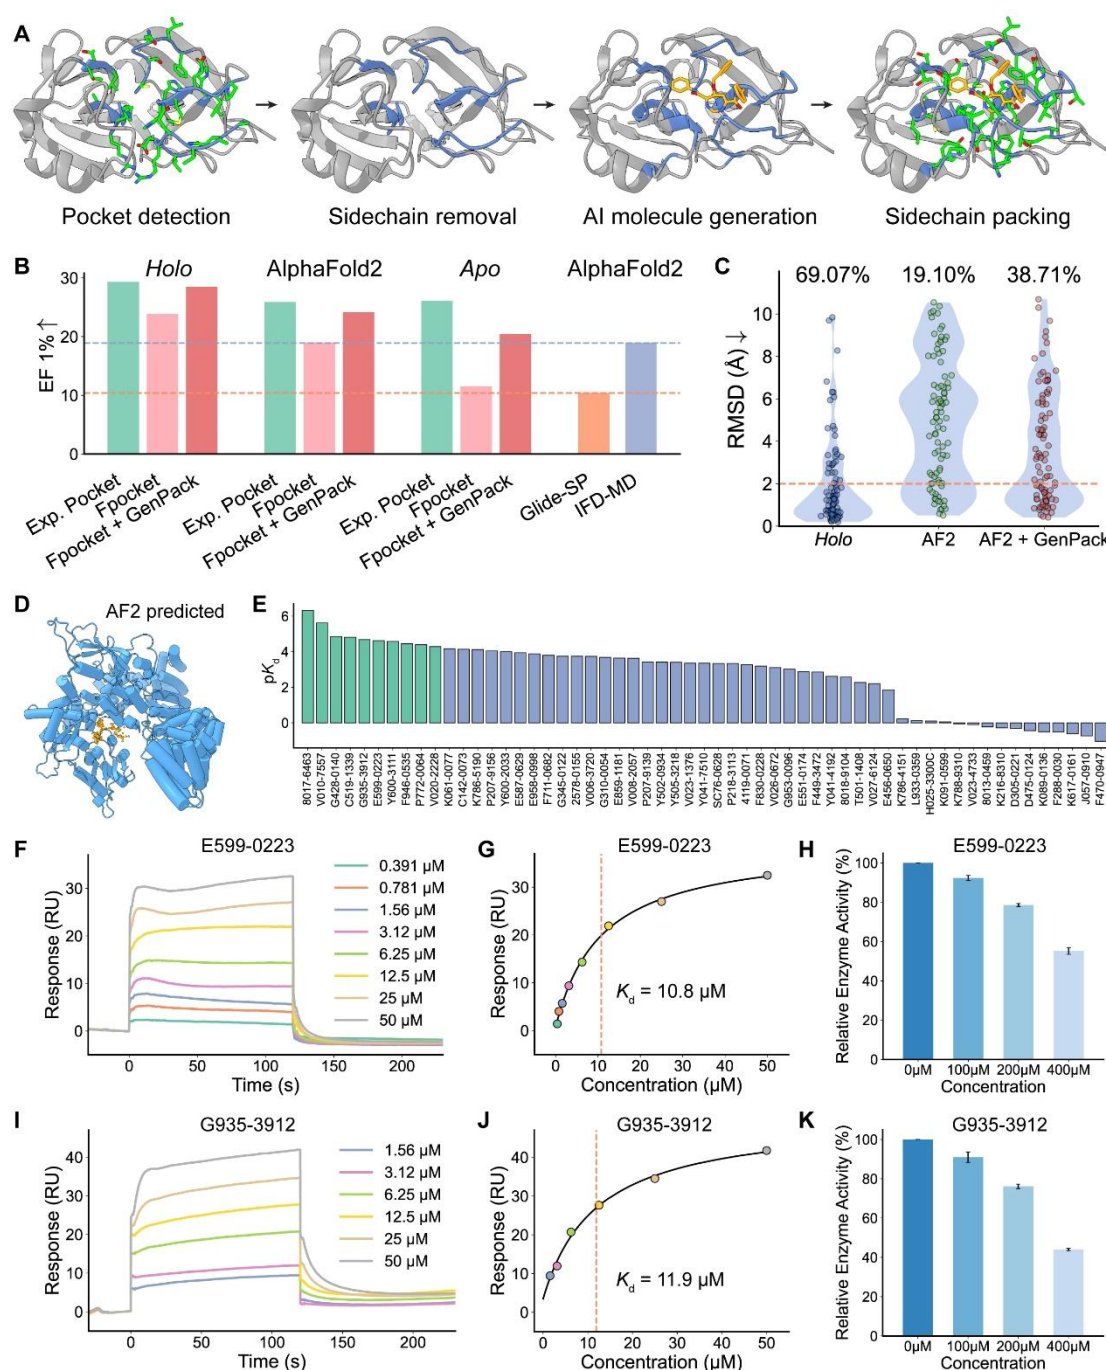 A
Pocket detection
Sidechain removal
AI molecule generation
Sidechain packing
B
Holo
AlphaFold2
Apo
AlphaFold2
EF 1% ↑
30
20
10
0
Exp. Pocket
Fpocket
Fpocket + GenPack
Exp. Pocket
Fpocket
Fpocket + GenPack
Exp. Pocket
Fpocket
Fpocket + GenPack
Glide-SP
IFD-MD
C
69.07%
19.10%
38.71%
RMSD (Å) ↓
10
8
6
4
2
0
Holo
AF2
AF2 + GenPack
D
AF2 predicted
E
pKd
6
4
2
0
8017-6463
V010-7557
G428-0140
C519-1339
G935-3912
E599-0223
Y600-3111
F946-0535
P772-0064
V020-2228
K061-0077
C142-0073
K786-5190
P207-9156
Y600-2033
E587-0629
E958-0998
F711-0682
G345-0122
2578-0155
V006-3720
G310-0054
E859-1181
V008-2057
P207-9139
Y502-0934
Y505-3218
V023-1376
Y041-7510
SC76-0628
P218-3113
4119-0071
F830-0228
V026-0672
G953-0096
E551-0174
F449-3472
Y041-4192
8018-9104
T501-1408
V027-6124
E456-0650
K786-4151
L933-0359
H025-3300C
K091-0599
K788-9310
V023-4733
8013-0459
K216-8310
D305-0221
D475-0124
K089-0136
F288-0030
K617-0161
J057-0910
F470-0947
F
E599-0223
Response (RU)
30
20
10
0
0.391 μM
0.781 μM
1.56 μM
3.12 μM
6.25 μM
12.5 μM
25 μM
50 μM
0
50
100
150
200
Time (s)
G
E599-0223
Response (RU)
30
20
10
0
Kd = 10.8 μM
0
10
20
30
40
50
Concentration (μM)
H
E599-0223
Relative Enzyme Activity (%)
100
80
60
40
20
0
0μM
100μM
200μM
400μM
Concentration
I
G935-3912
Response (RU)
40
30
20
10
0
1.56 μM
3.12 μM
6.25 μM
12.5 μM
25 μM
50 μM
0
50
100
150
200
Time (s)
J
G935-3912
Response (RU)
40
30
20
10
0
Kd = 11.9 μM
0
10
20
30
40
50
Concentration (μM)
K
G935-3912
Relative Enzyme Activity (%)
100
80
60
40
20
0
0μM
100μM
200μM
400μM
Concentration